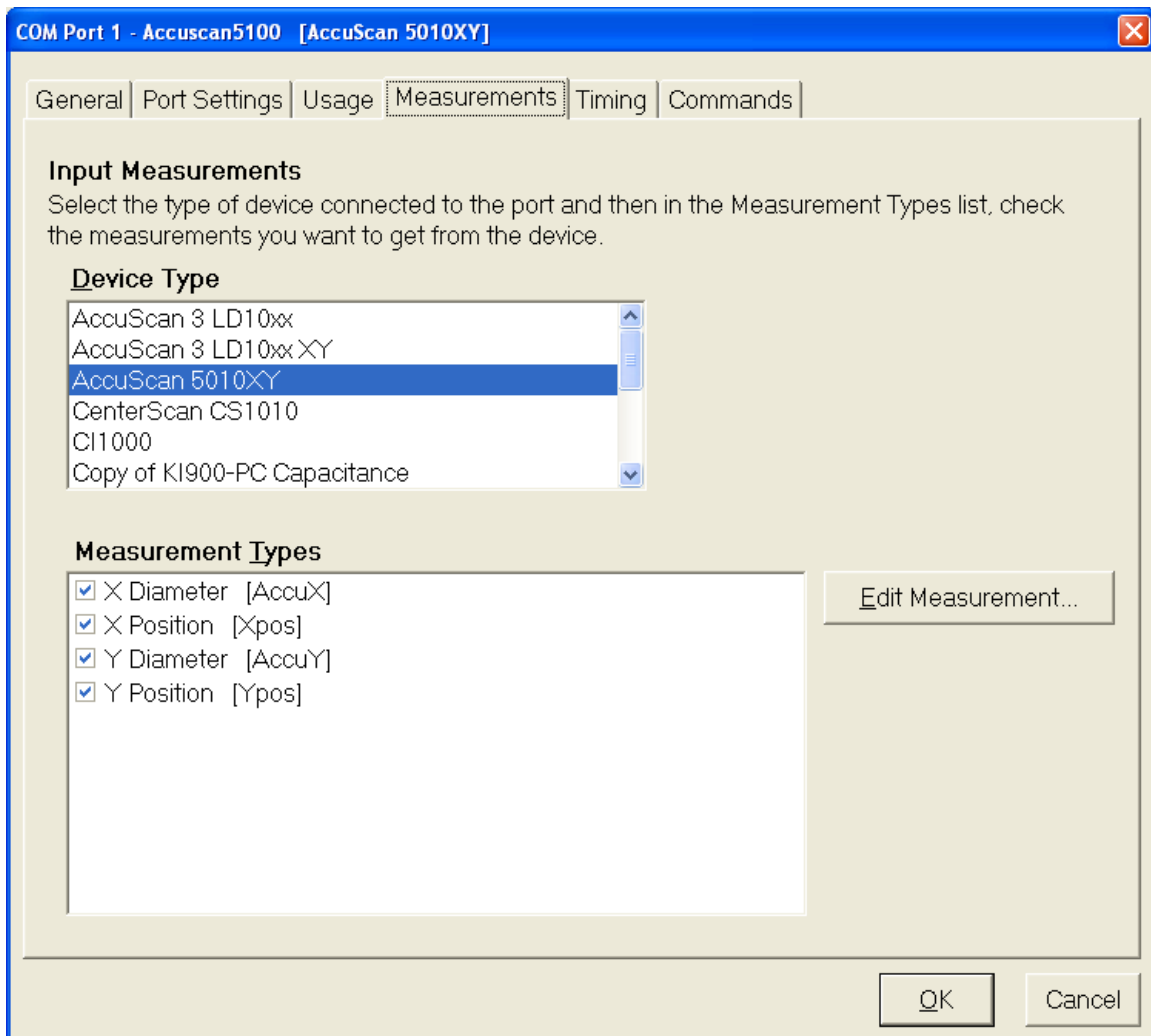 COM Port 1 - Accuscan5100   [AccuScan 5010XY]
General Port Settings Usage Measurements Timing Commands
Input Measurements
Select the type of device connected to the port and then in the Measurement Types list, check
the measurements you want to get from the device.
Device Type
AccuScan 3 LD10xx
AccuScan 3 LD10xx XY
AccuScan 5010XY
CenterScan CS1010
CI1000
Copy of KI900-PC Capacitance
Measurement Types
X Diameter   [AccuX]
X Position   [Xpos]
Y Diameter   [AccuY]
Y Position   [Ypos]
Edit Measurement...
OK
Cancel